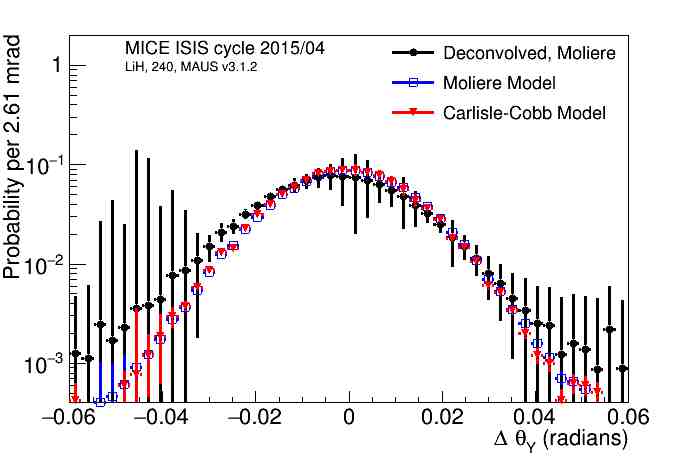 MICE ISIS cycle 2015/04
LiH, 240, MAUS v3.1.2
Deconvolved, Moliere
Moliere Model
Carlisle-Cobb Model
Probability per 2.61 mrad
1
10⁻¹
10⁻²
10⁻³
−0.06 −0.04 −0.02 0 0.02 0.04 0.06
Δ θY (radians)